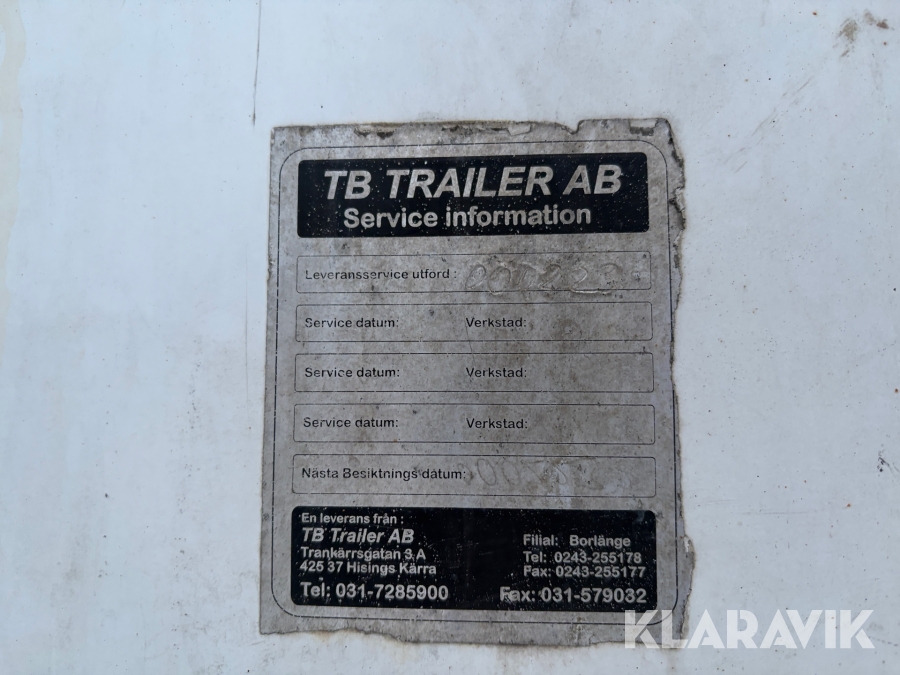 TB TRAILER AB
Service information
Leveransservice utförd :
Service datum: Verkstad:
Service datum: Verkstad:
Service datum: Verkstad:
Nästa Besiktnings datum:
En leverans från :
TB Trailer AB
Trankärrsgatan 3 A
425 37 Hisings Kärra
Tel: 031-7285900
Filial: Borlänge
Tel: 0243-255178
Fax: 0243-255177
Fax: 031-579032
KLARAVIK